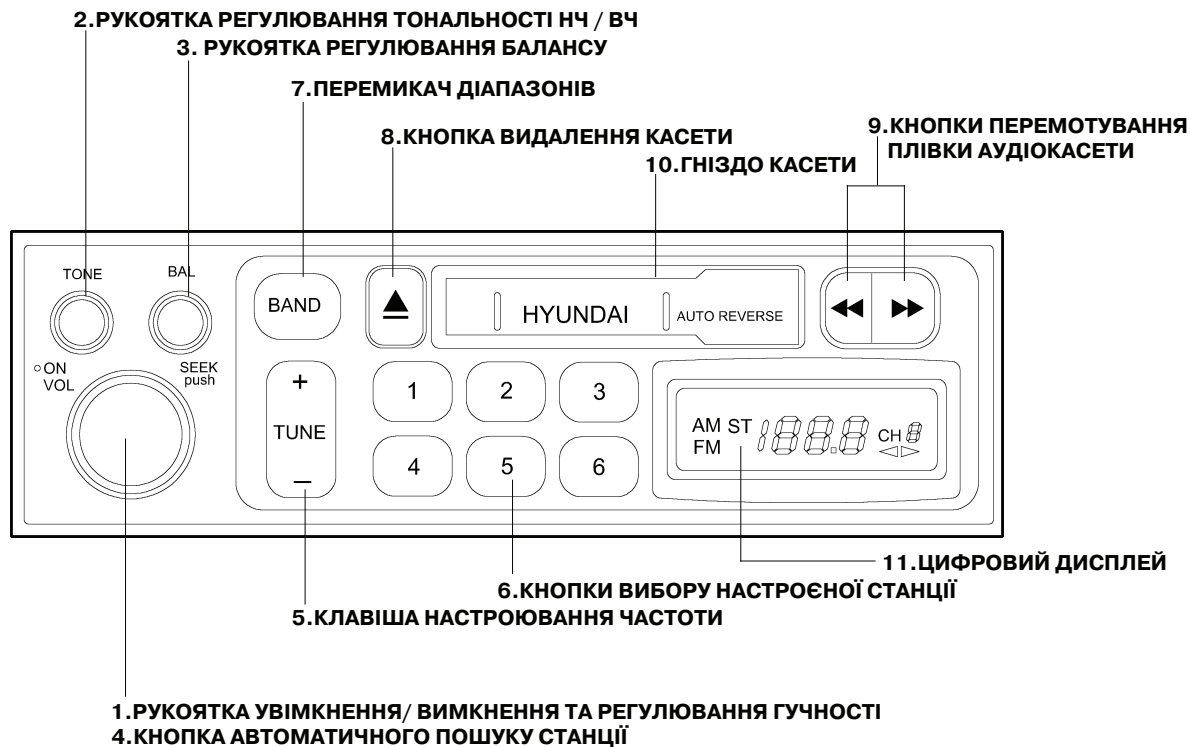 2.РУКОЯТКА РЕГУЛЮВАННЯ ТОНАЛЬНОСТІ НЧ / ВЧ
3. РУКОЯТКА РЕГУЛЮВАННЯ БАЛАНСУ
7.ПЕРЕМИКАЧ ДІАПАЗОНІВ
8.КНОПКА ВИДАЛЕННЯ КАСЕТИ
9.КНОПКИ ПЕРЕМОТУВАННЯ
ПЛІВКИ АУДІОКАСЕТИ
10.ГНІЗДО КАСЕТИ
TONE
BAL
BAND
HYUNDAI
AUTO REVERSE
ON
VOL
SEEK
push
+
TUNE
–
1
2
3
4
5
6
AM ST 188.8 CH 8
FM
11.ЦИФРОВИЙ ДИСПЛЕЙ
6.КНОПКИ ВИБОРУ НАСТРОЄНОЇ СТАНЦІЇ
5.КЛАВІША НАСТРОЮВАННЯ ЧАСТОТИ
1.РУКОЯТКА УВІМКНЕННЯ/ ВИМКНЕННЯ ТА РЕГУЛЮВАННЯ ГУЧНОСТІ
4.КНОПКА АВТОМАТИЧНОГО ПОШУКУ СТАНЦІЇ